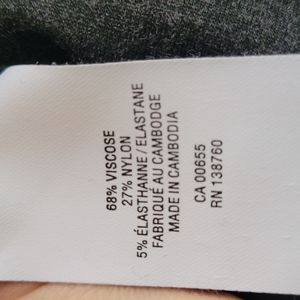 68% VISCOSE
27% NYLON
5% ÉLASTHANNE / ELASTANE
FABRIQUÉ AU CAMBODGE
MADE IN CAMBODIA
CA 00655
RN 138760